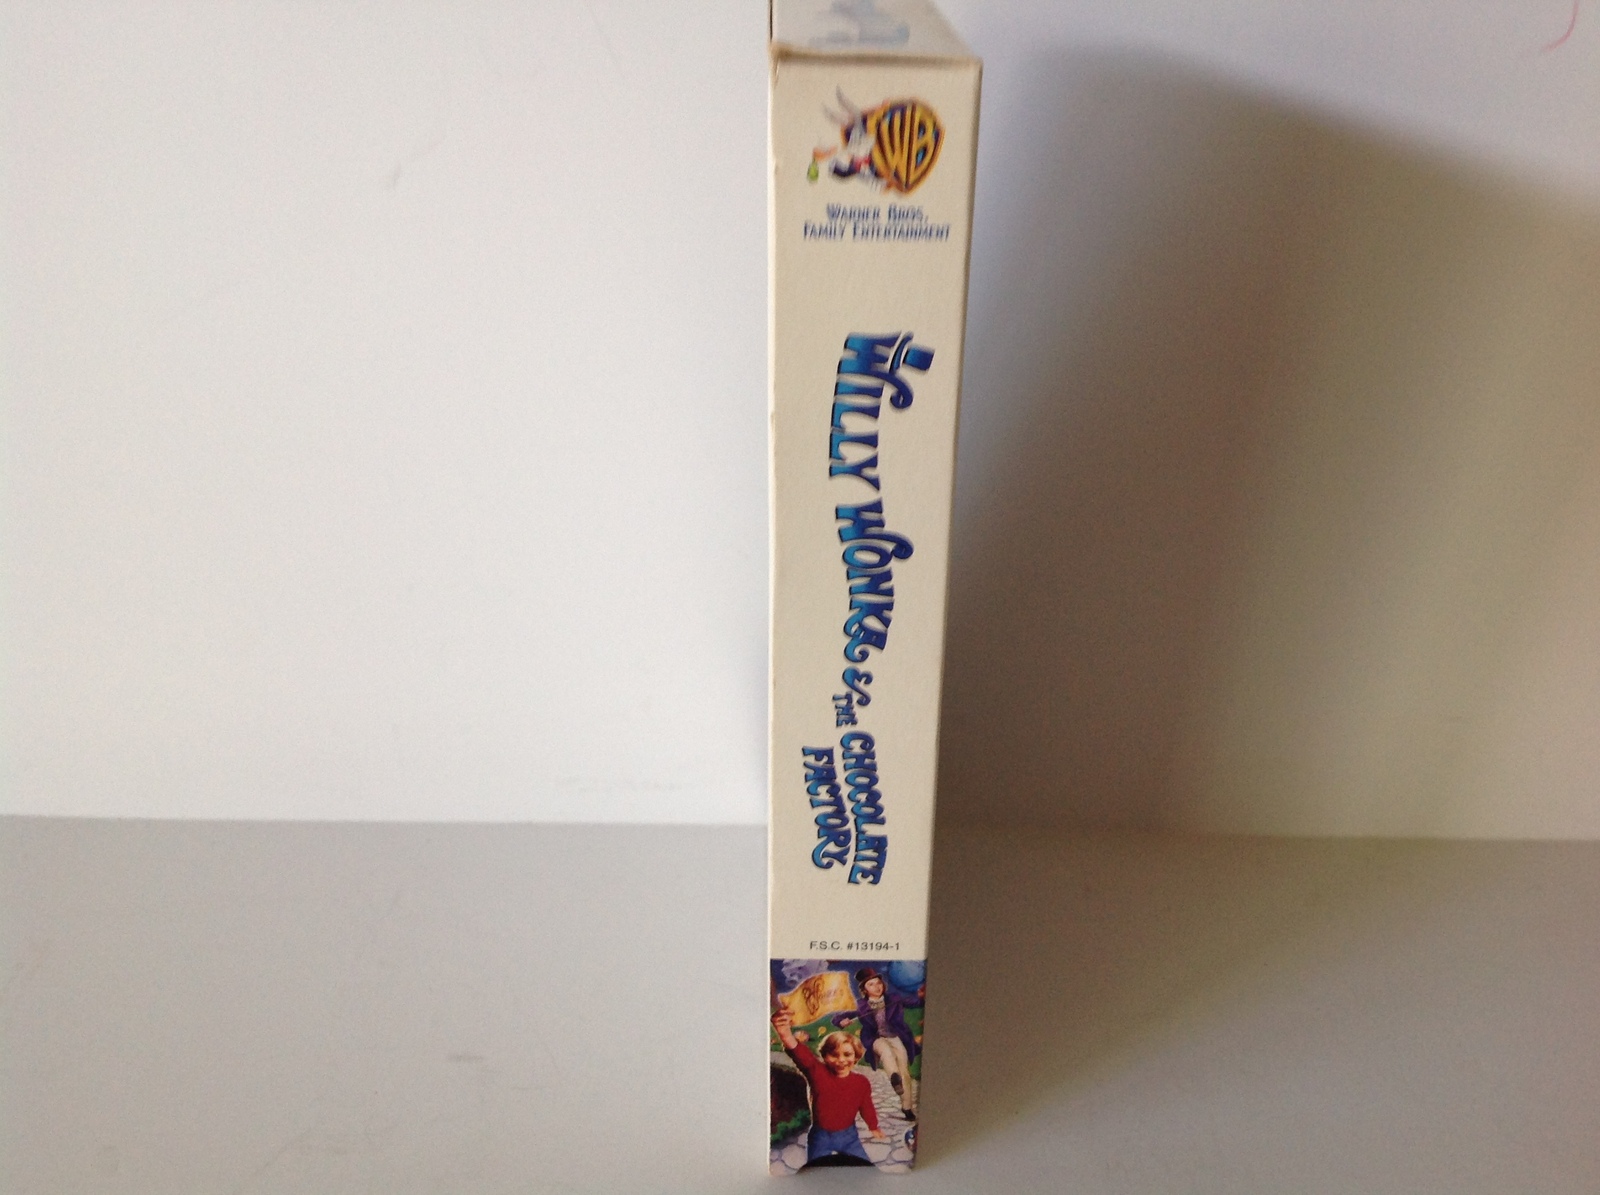 WB
WARNER BROS.
FAMILY ENTERTAINMENT
WILLY WONKA & THE CHOCOLATE
FACTORY
F.S.C. #13194-1